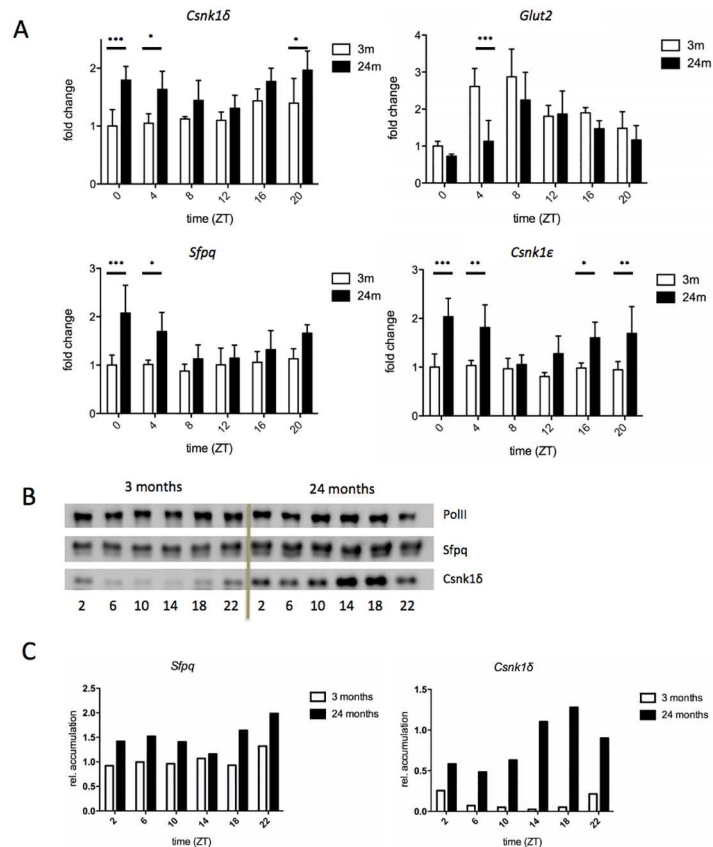 A
Csnk1δ
fold change
2
1
0
*** * *
3m
24m
0 4 8 12 16 20
time (ZT)
Glut2
fold change
4
3
2
1
0
***
3m
24m
0 4 8 12 16 20
time (ZT)
Sfpq
fold change
3
2
1
0
*** *
3m
24m
0 4 8 12 16 20
time (ZT)
Csnk1ε
fold change
3
2
1
0
*** ** * **
3m
24m
0 4 8 12 16 20
time (ZT)
B
3 months 24 months
PolII
Sfpq
Csnk1δ
2 6 10 14 18 22 2 6 10 14 18 22
C
Sfpq
rel. accumulation
2.5
2.0
1.5
1.0
0.5
0.0
3 months
24 months
2 6 10 14 18 22
time (ZT)
Csnk1δ
rel. accumulation
1.5
1.0
0.5
0.0
3 months
24 months
2 6 10 14 18 22
time (ZT)